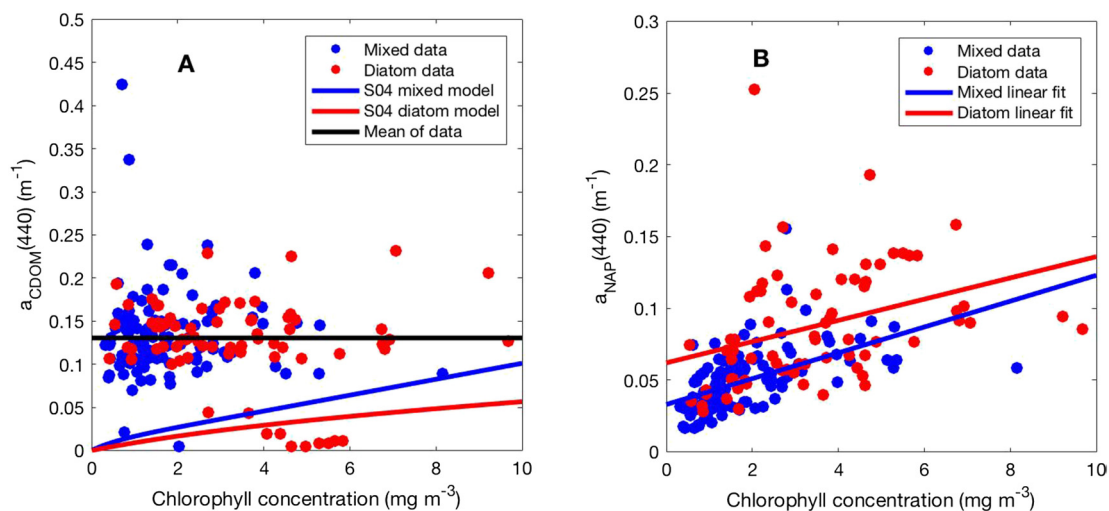 A
Mixed data
Diatom data
S04 mixed model
S04 diatom model
Mean of data
0.5
0.45
0.4
0.35
0.3
0.25
0.2
0.15
0.1
0.05
0
a_CDOM(440) (m⁻¹)
0 2 4 6 8 10
Chlorophyll concentration (mg m⁻³)
B
Mixed data
Diatom data
Mixed linear fit
Diatom linear fit
0.3
0.25
0.2
0.15
0.1
0.05
0
a_NAP(440) (m⁻¹)
0 2 4 6 8 10
Chlorophyll concentration (mg m⁻³)